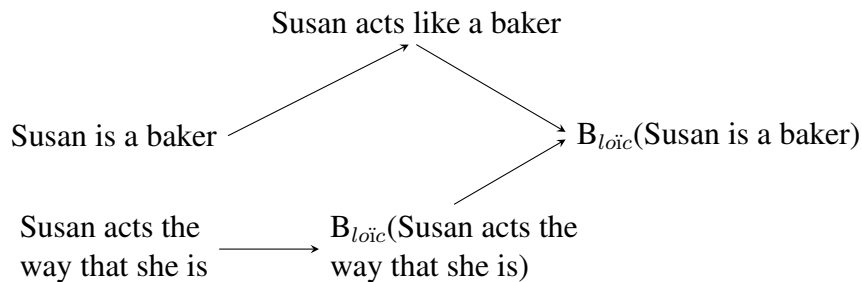 Susan acts like a baker
Susan is a baker
B_loïc(Susan is a baker)
Susan acts the
way that she is
B_loïc(Susan acts the
way that she is)